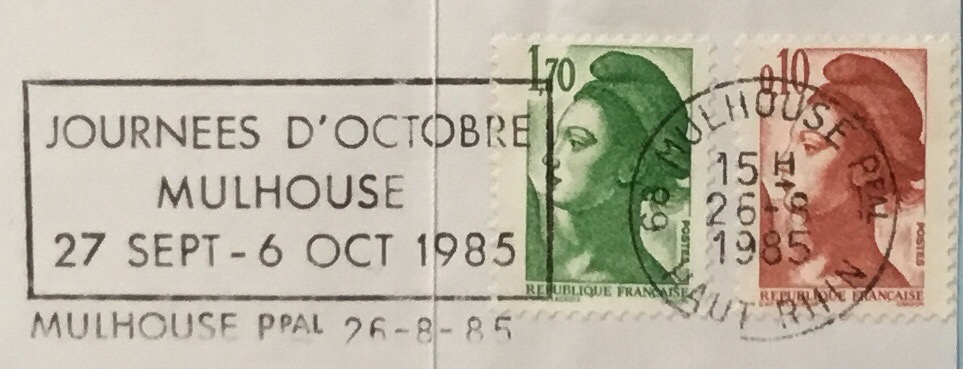 JOURNEES D'OCTOBRE
MULHOUSE
27 SEPT - 6 OCT 1985
MULHOUSE PPAL 26-8-85
1,70
POSTES
REPUBLIQUE FRANÇAISE
0,10
POSTES
REPUBLIQUE FRANÇAISE
MULHOUSE PPAL
15 H
26-8
1985
68 HAUT-RHIN